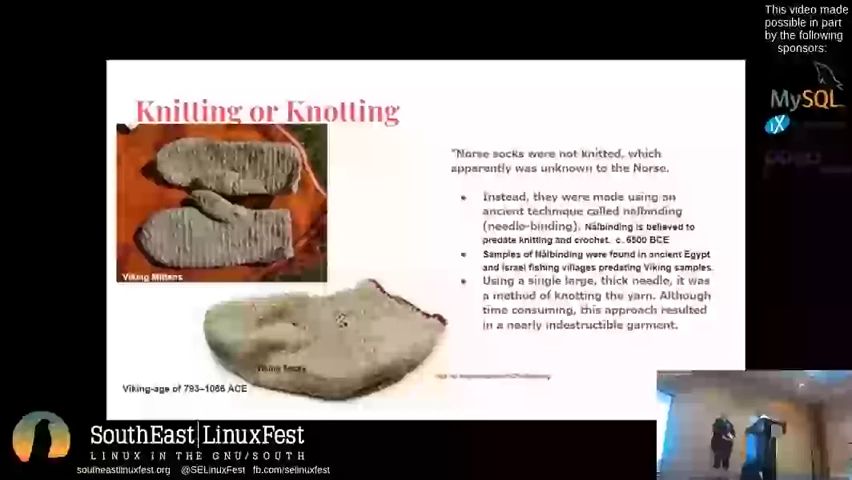 This video made
possible in part
by the following
sponsors:
MySQL
iX
Knitting or Knotting
Viking Mittens
Viking-age of 793–1066 ACE
"Norse socks were not knitted, which
apparently was unknown to the Norse.
Instead, they were made using an
ancient technique called nalbinding
(needle-binding). Nålbinding is believed to
predate knitting and crochet. c. 6500 BCE
Samples of Nålbinding were found in ancient Egypt
and Israel fishing villages predating Viking samples.
Using a single large, thick needle, it was
a method of knotting the yarn. Although
time consuming, this approach resulted
in a nearly indestructible garment.
SouthEast LinuxFest
LINUX IN THE GNU/SOUTH
southeastlinuxfest.org @SELinuxFest fb.com/selinuxfest